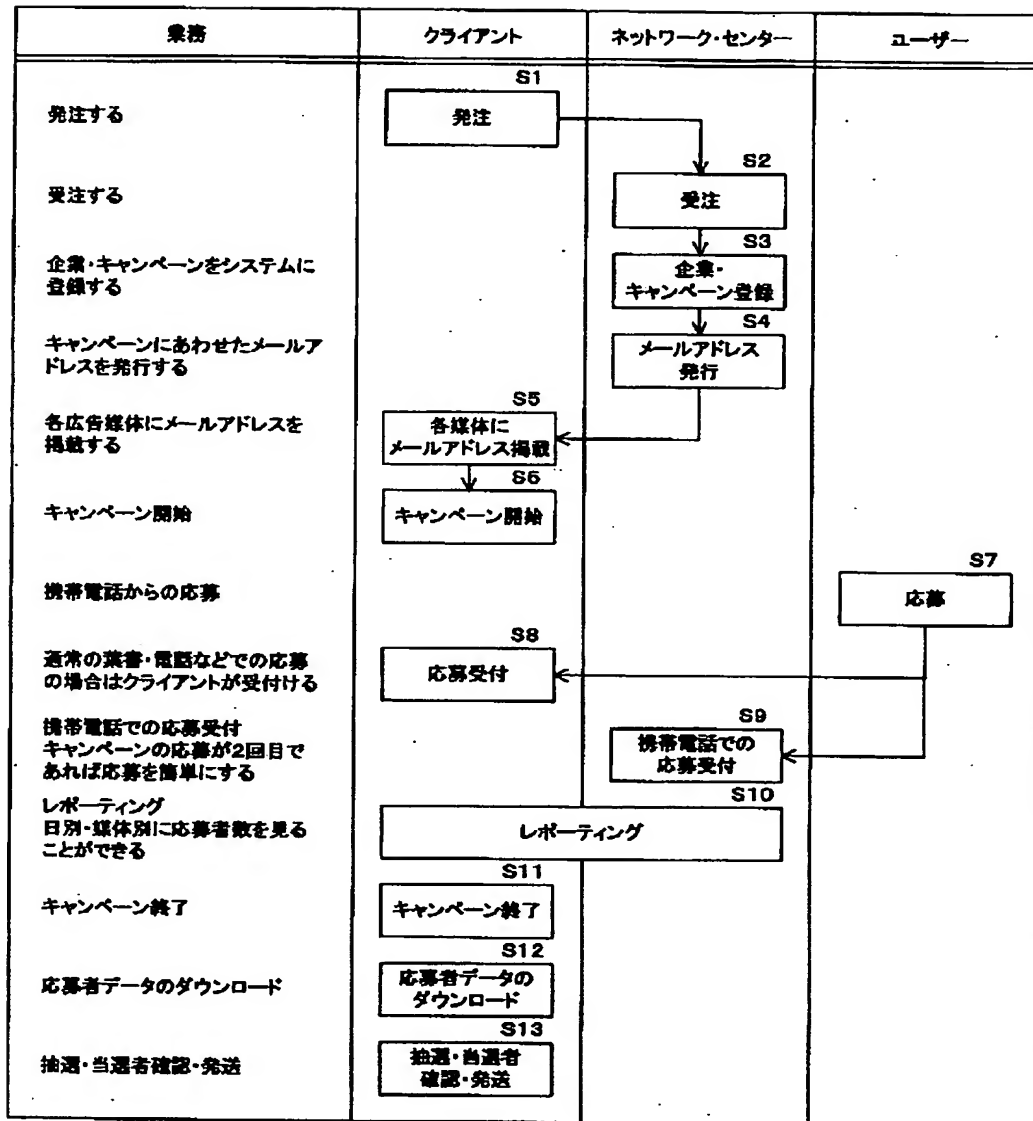 業務 クライアント ネットワーク・センター ユーザー
S1
発注する 発注
S2
受注する 受注
S3
企業・キャンペーンをシステムに
登録する
企業・
キャンペーン登録
S4
キャンペーンにあわせたメールア
ドレスを発行する
メールアドレス
発行
S5
各広告媒体にメールアドレスを
掲載する
各媒体に
メールアドレス掲載
S6
キャンペーン開始 キャンペーン開始
S7
携帯電話からの応募 応募
S8
通常の葉書・電話などでの応募
の場合はクライアントが受付ける
応募受付
S9
携帯電話での応募受付
キャンペーンの応募が2回目で
あれば応募を簡単にする
携帯電話での
応募受付
S10
レポーティング
日別・媒体別に応募者数を見る
ことができる
レポーティング
S11
キャンペーン終了 キャンペーン終了
S12
応募者データのダウンロード
応募者データの
ダウンロード
S13
抽選・当選者確認・発送
抽選・当選者
確認・発送